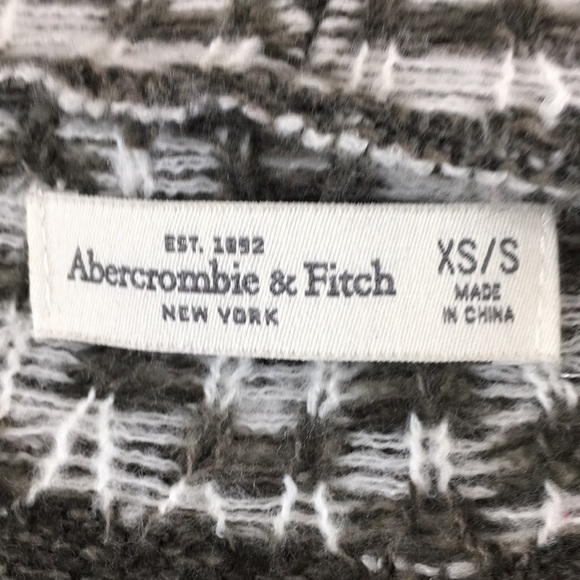 EST. 1892
Abercrombie & Fitch
NEW YORK
XS/S
MADE
IN CHINA